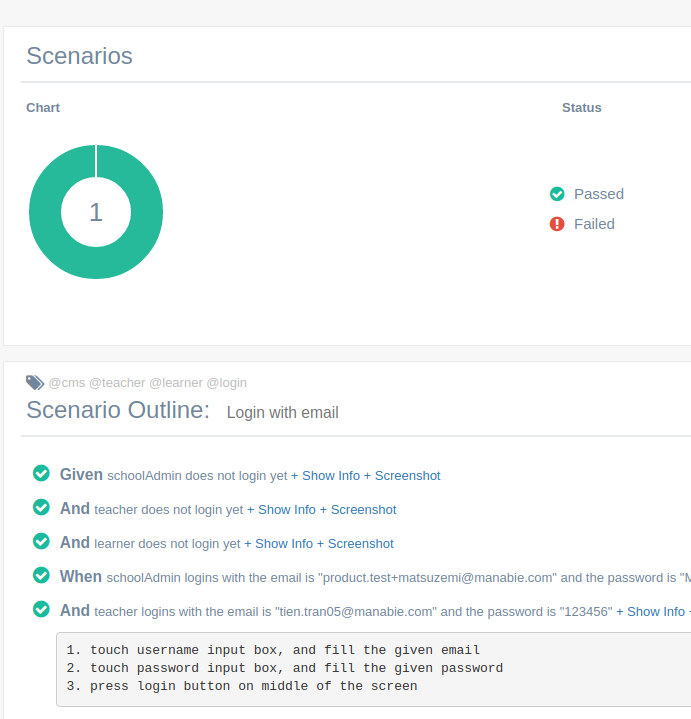 Scenarios
Chart
Status
1
Passed
Failed
@cms @teacher @learner @login
Scenario Outline: Login with email
Given schoolAdmin does not login yet + Show Info + Screenshot
And teacher does not login yet + Show Info + Screenshot
And learner does not login yet + Show Info + Screenshot
When schoolAdmin logins with the email is "product.test+matsuzemi@manabie.com" and the password is "M
And teacher logins with the email is "tien.tran05@manabie.com" and the password is "123456" + Show Info +
1. touch username input box, and fill the given email
2. touch password input box, and fill the given password
3. press login button on middle of the screen